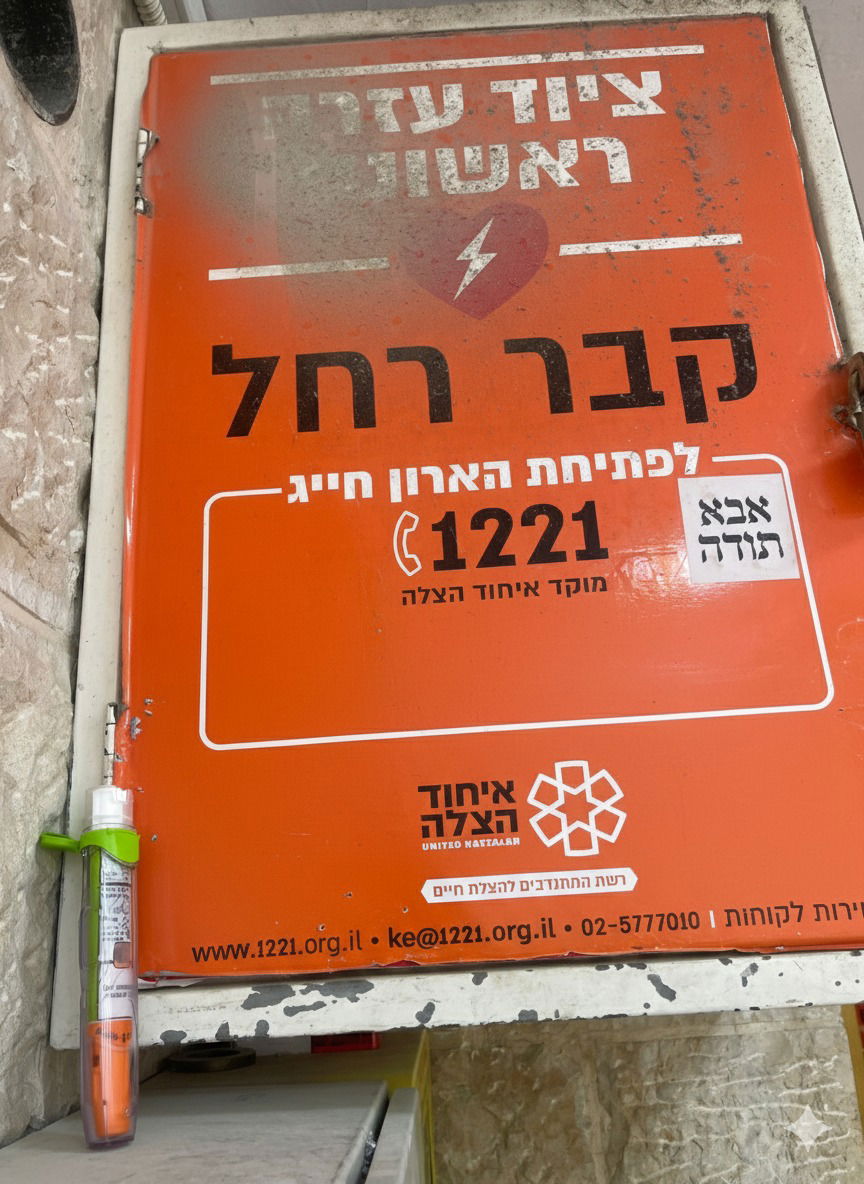 ציוד עזרה
ראשונה
קבר רחל
לפתיחת הארון חייג
1221
מוקד איחוד הצלה
אבא
תודה
איחוד
הצלה
UNITED HATZALAH
רשת המתנדבים להצלת חיים
לקוחות | 02-5777010 • ke@1221.org.il • www.1221.org.il